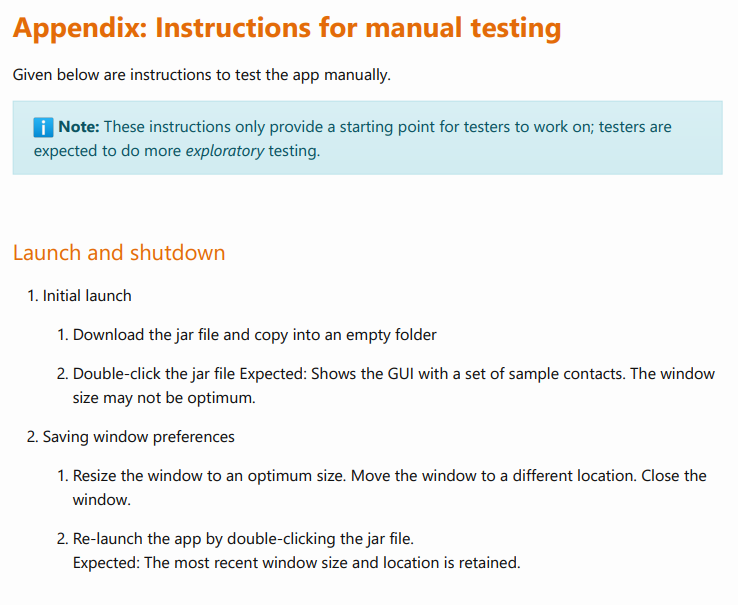 Appendix: Instructions for manual testing
Given below are instructions to test the app manually.
Note: These instructions only provide a starting point for testers to work on; testers are
expected to do more exploratory testing.
Launch and shutdown
1. Initial launch
1. Download the jar file and copy into an empty folder
2. Double-click the jar file Expected: Shows the GUI with a set of sample contacts. The window
size may not be optimum.
2. Saving window preferences
1. Resize the window to an optimum size. Move the window to a different location. Close the
window.
2. Re-launch the app by double-clicking the jar file.
Expected: The most recent window size and location is retained.